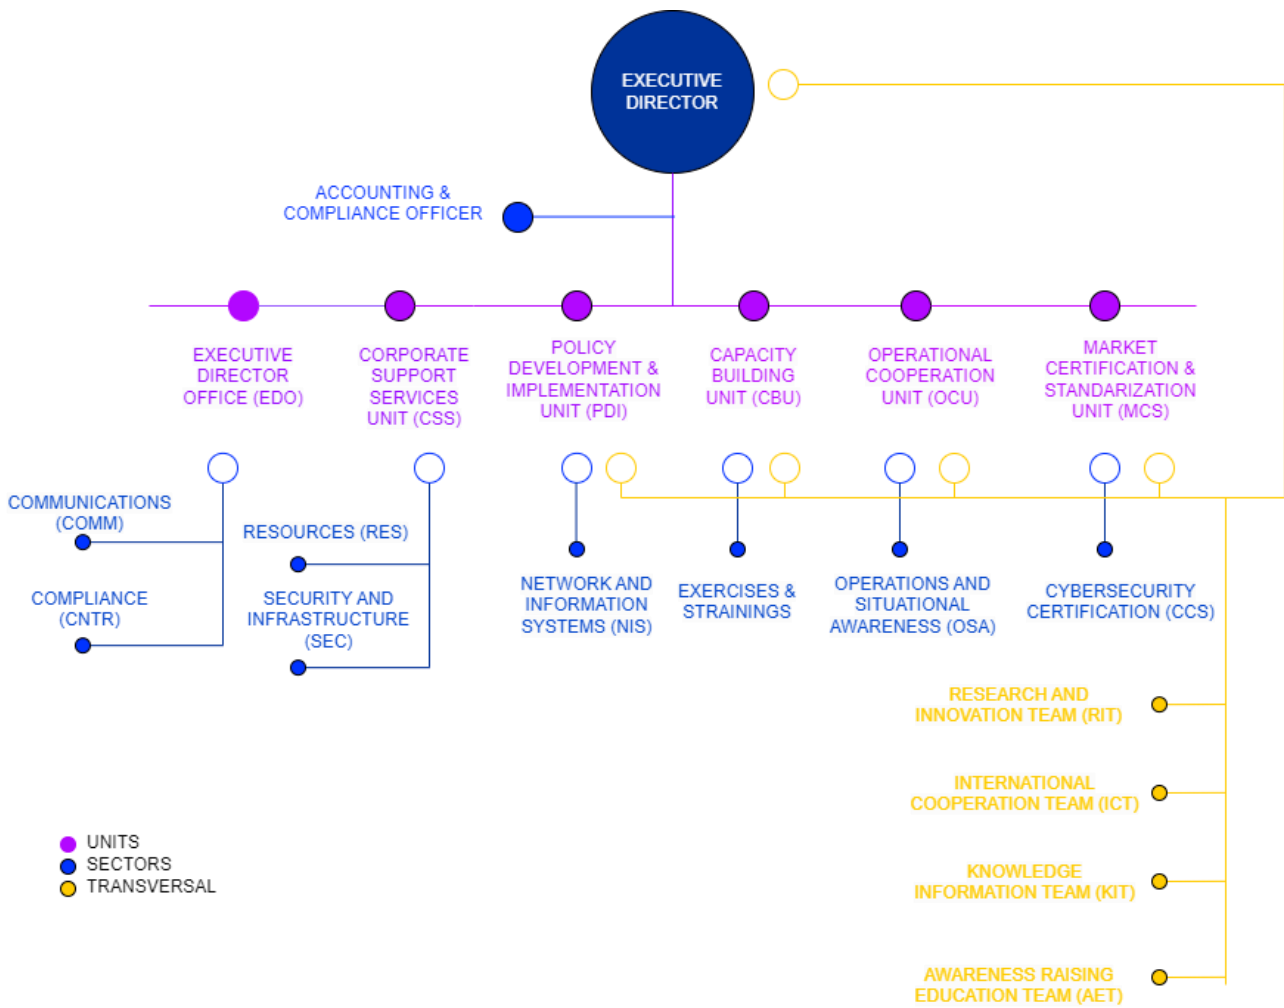 EXECUTIVE
DIRECTOR
ACCOUNTING &
COMPLIANCE OFFICER
EXECUTIVE
DIRECTOR
OFFICE (EDO)
CORPORATE
SUPPORT
SERVICES
UNIT (CSS)
POLICY
DEVELOPMENT &
IMPLEMENTATION
UNIT (PDI)
CAPACITY
BUILDING
UNIT (CBU)
OPERATIONAL
COOPERATION
UNIT (OCU)
MARKET
CERTIFICATION &
STANDARIZATION
UNIT (MCS)
COMMUNICATIONS
(COMM)
COMPLIANCE
(CNTR)
RESOURCES (RES)
SECURITY AND
INFRASTRUCTURE
(SEC)
NETWORK AND
INFORMATION
SYSTEMS (NIS)
EXERCISES &
STRAININGS
OPERATIONS AND
SITUATIONAL
AWARENESS (OSA)
CYBERSECURITY
CERTIFICATION (CCS)
RESEARCH AND
INNOVATION TEAM (RIT)
INTERNATIONAL
COOPERATION TEAM (ICT)
KNOWLEDGE
INFORMATION TEAM (KIT)
AWARENESS RAISING
EDUCATION TEAM (AET)
UNITS
SECTORS
TRANSVERSAL